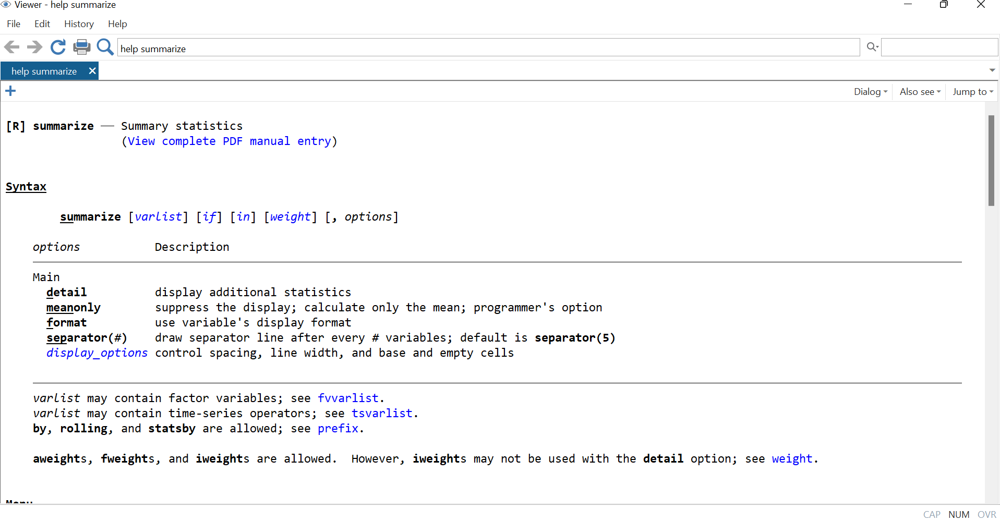 Viewer - help summarize
File Edit History Help
help summarize
help summarize
Dialog Also see Jump to
[R] summarize — Summary statistics
(View complete PDF manual entry)
Syntax
summarize [varlist] [if] [in] [weight] [, options]
options Description
Main
detail display additional statistics
meanonly suppress the display; calculate only the mean; programmer's option
format use variable's display format
separator(#) draw separator line after every # variables; default is separator(5)
display_options control spacing, line width, and base and empty cells
varlist may contain factor variables; see fvvarlist.
varlist may contain time-series operators; see tsvarlist.
by, rolling, and statsby are allowed; see prefix.
aweights, fweights, and iweights are allowed.  However, iweights may not be used with the detail option; see weight.
CAP NUM OVR